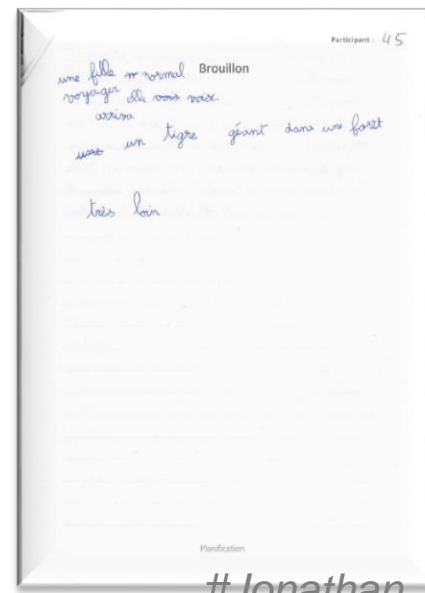 Participant : 45
Brouillon
une fille normal
voyager elle vois voix
arriva
un tigre géant dans une foret
très loin
Planification
#Jonathan